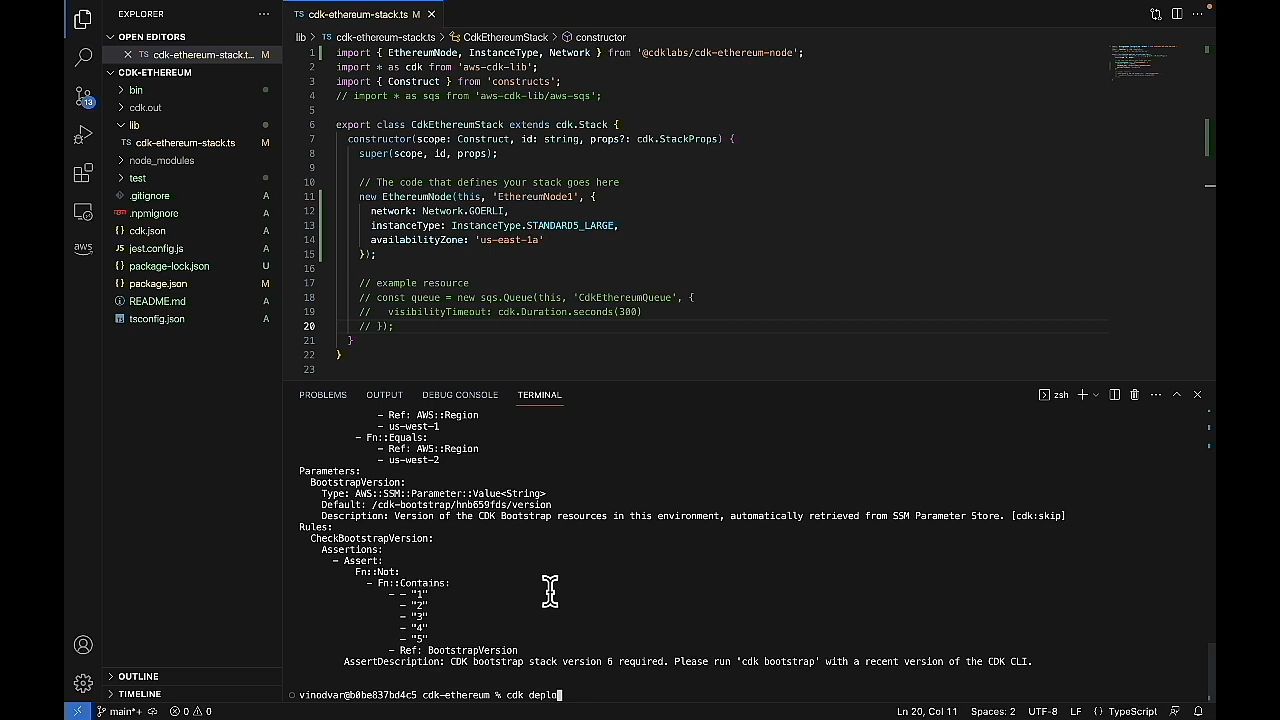 EXPLORER
OPEN EDITORS
cdk-ethereum-stack.t... M
CDK-ETHEREUM
bin
cdk.out
lib
cdk-ethereum-stack.ts M
node_modules
test
.gitignore A
.npmignore A
cdk.json A
jest.config.js A
package-lock.json U
package.json M
README.md A
tsconfig.json A
OUTLINE
TIMELINE
13
aws
cdk-ethereum-stack.ts M
lib > cdk-ethereum-stack.ts > CdkEthereumStack > constructor
1 import { EthereumNode, InstanceType, Network } from '@cdklabs/cdk-ethereum-node';
2 import * as cdk from 'aws-cdk-lib';
3 import { Construct } from 'constructs';
4 // import * as sqs from 'aws-cdk-lib/aws-sqs';
5
6 export class CdkEthereumStack extends cdk.Stack {
7 constructor(scope: Construct, id: string, props?: cdk.StackProps) {
8 super(scope, id, props);
9
10 // The code that defines your stack goes here
11 new EthereumNode(this, 'EthereumNode1', {
12 network: Network.GOERLI,
13 instanceType: InstanceType.STANDARD5_LARGE,
14 availabilityZone: 'us-east-1a'
15 });
16
17 // example resource
18 // const queue = new sqs.Queue(this, 'CdkEthereumQueue', {
19 // visibilityTimeout: cdk.Duration.seconds(300)
20 // });
21 }
22 }
23
PROBLEMS OUTPUT DEBUG CONSOLE TERMINAL zsh
- Ref: AWS::Region
- us-west-1
- Fn::Equals:
- Ref: AWS::Region
- us-west-2
Parameters:
BootstrapVersion:
Type: AWS::SSM::Parameter::Value<String>
Default: /cdk-bootstrap/hnb659fds/version
Description: Version of the CDK Bootstrap resources in this environment, automatically retrieved from SSM Parameter Store. [cdk:skip]
Rules:
CheckBootstrapVersion:
Assertions:
- Assert:
Fn::Not:
- Fn::Contains:
- - "1"
- "2"
- "3"
- "4"
- "5"
- Ref: BootstrapVersion
AssertDescription: CDK bootstrap stack version 6 required. Please run 'cdk bootstrap' with a recent version of the CDK CLI.
vinodvar@b0be837bd4c5 cdk-ethereum % cdk deplo
main*+ 0 0 Ln 20, Col 11 Spaces: 2 UTF-8 LF {} TypeScript